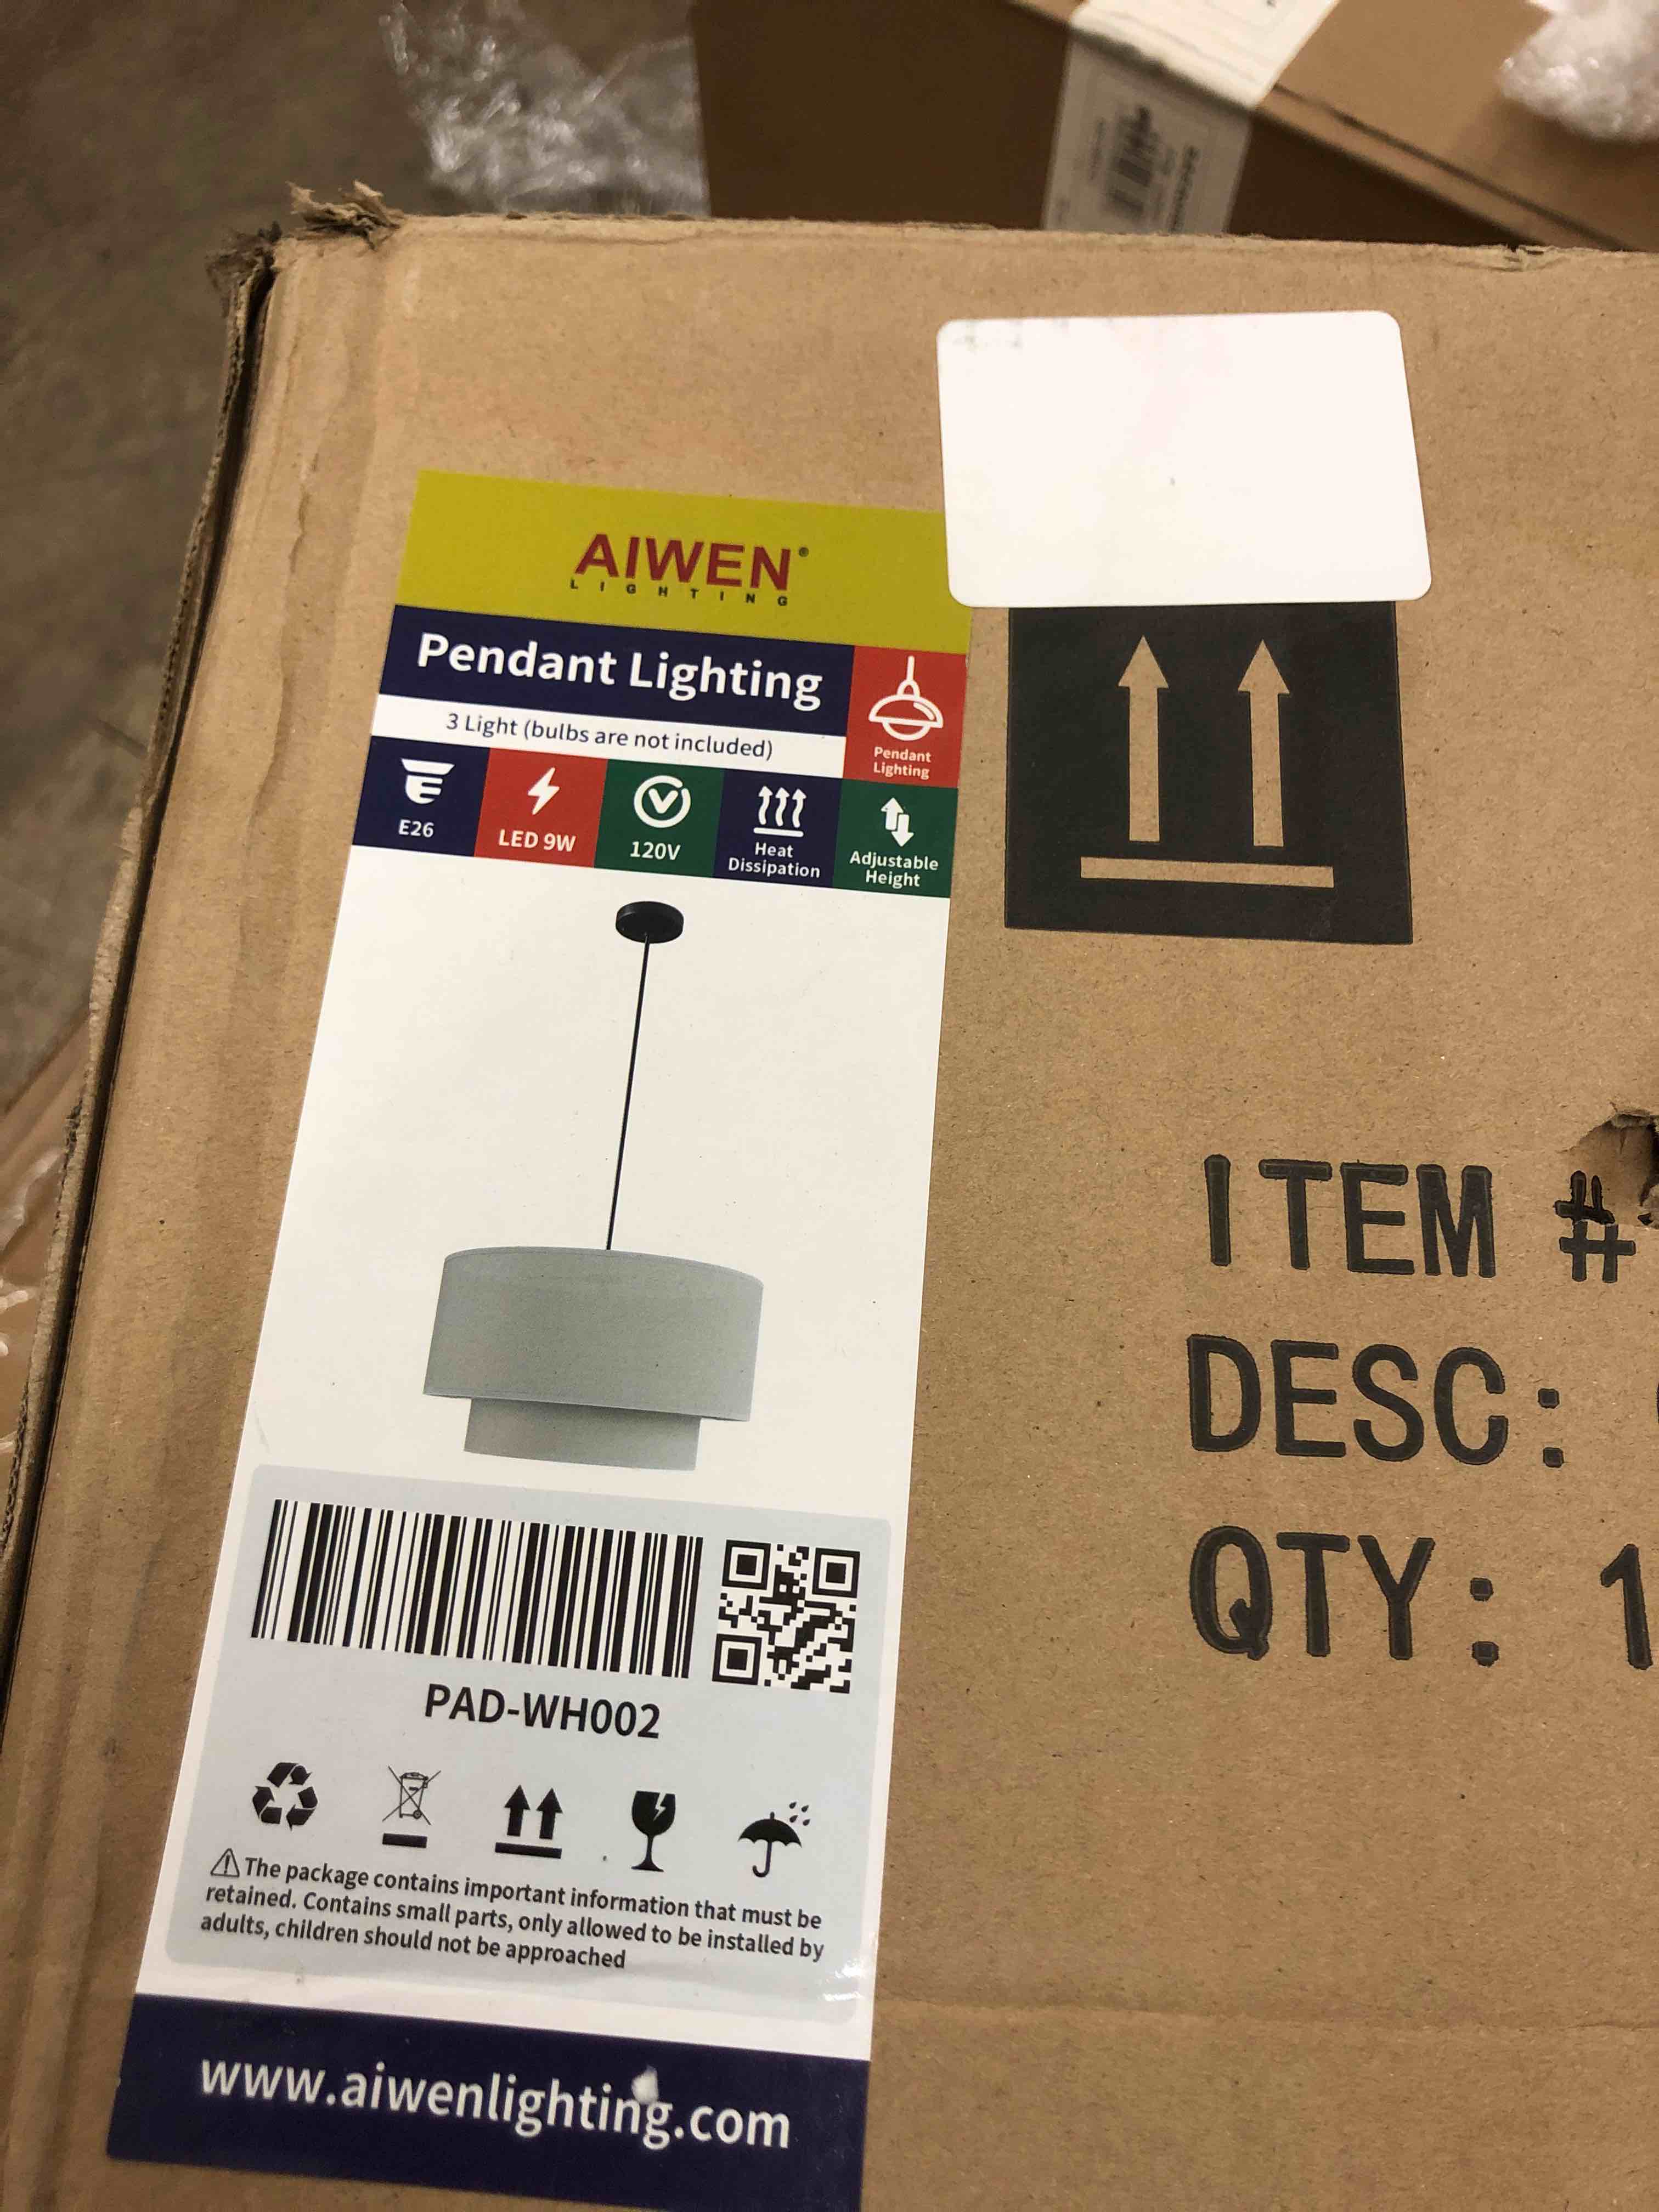 AIWEN®
LIGHTING
Pendant Lighting
3 Light (bulbs are not included)
Pendant
Lighting
E26
LED 9W
120V
Heat
Dissipation
Adjustable
Height
PAD-WH002
The package contains important information that must be
retained. Contains small parts, only allowed to be installed by
adults, children should not be approached
www.aiwenlighting.com
ITEM #
DESC:
QTY: 1